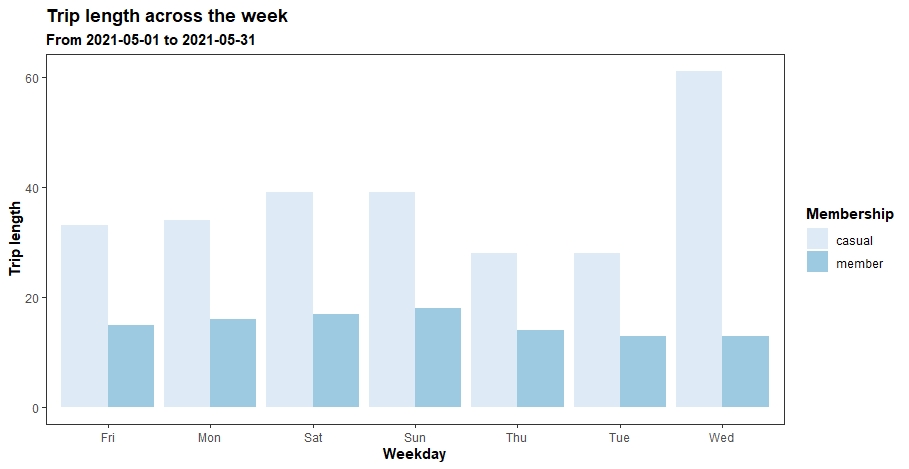 Trip length across the week
From 2021-05-01 to 2021-05-31
60
40
20
0
Trip length
Fri Mon Sat Sun Thu Tue Wed
Weekday
Membership
casual
member